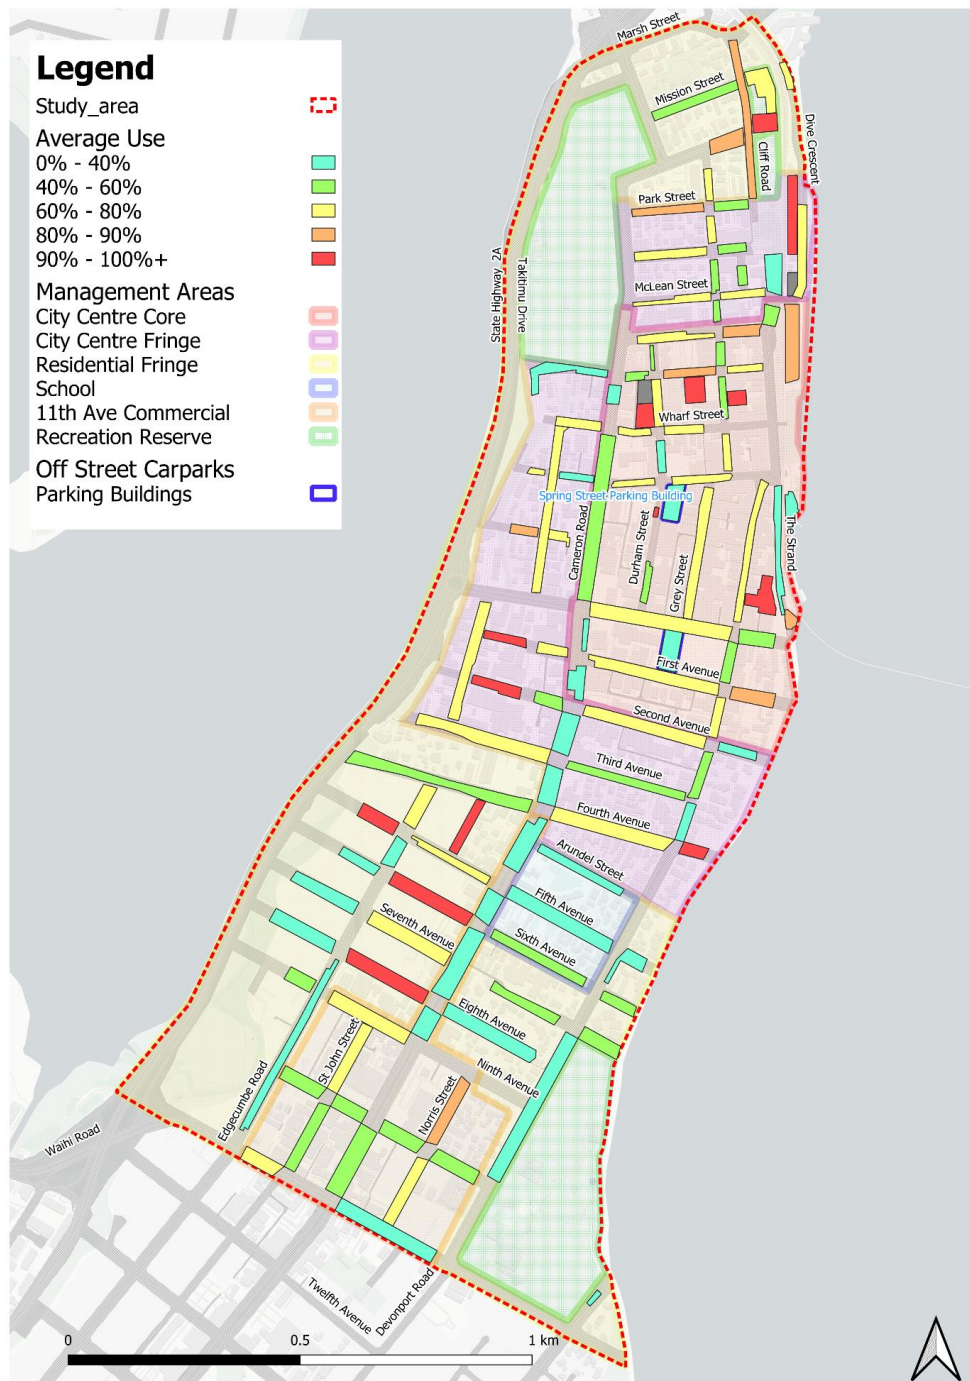 Legend
Study_area
Average Use
0% - 40%
40% - 60%
60% - 80%
80% - 90%
90% - 100%+
Management Areas
City Centre Core
City Centre Fringe
Residential Fringe
School
11th Ave Commercial
Recreation Reserve
Off Street Carparks
Parking Buildings
Marsh Street
Mission Street
Dive Crescent
Cliff Road
Park Street
State Highway 2A
Takitimu Drive
McLean Street
Wharf Street
Spring Street Parking Building
Cameron Road
Durham Street
Grey Street
The Strand
First Avenue
Second Avenue
Third Avenue
Fourth Avenue
Arundel Street
Fifth Avenue
Seventh Avenue
Sixth Avenue
Eighth Avenue
Ninth Avenue
St John Street
Norris Street
Edgecumbe Road
Waihi Road
Twelfth Avenue
Devonport Road
0 0.5 1 km